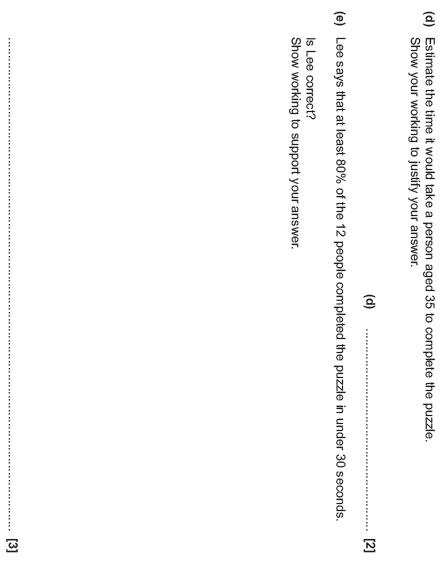 (d) Estimate the time it would take a person aged 35 to complete the puzzle.
Show your working to justify your answer.
(d) .................................................... [2]
(e) Lee says that at least 80% of the 12 people completed the puzzle in under 30 seconds.
Is Lee correct?
Show working to support your answer.
.................................................................................................................................... [3]